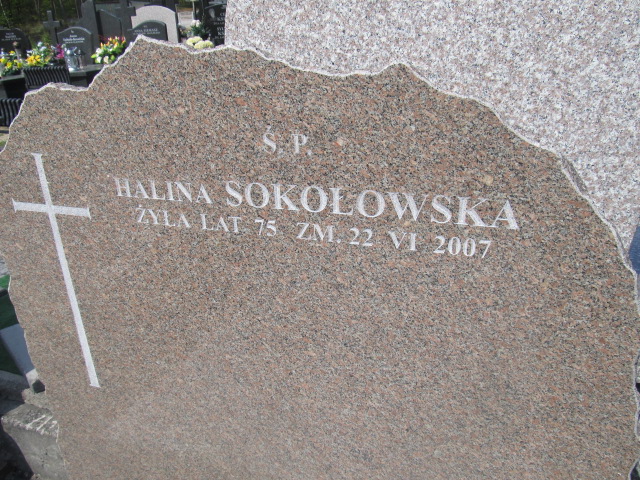 Ś. P.
HALINA SOKOŁOWSKA
ŻYŁA LAT 75 ZM. 22 VI 2007